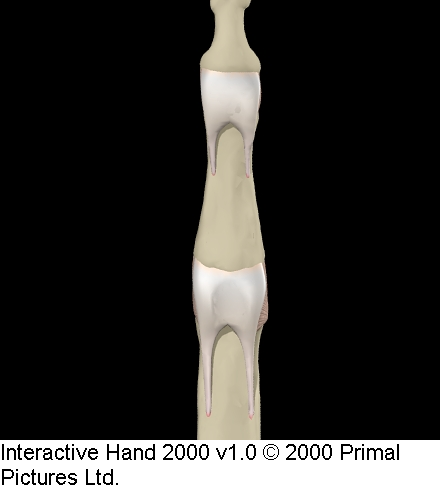 Interactive Hand 2000 v1.0 © 2000 Primal
Pictures Ltd.